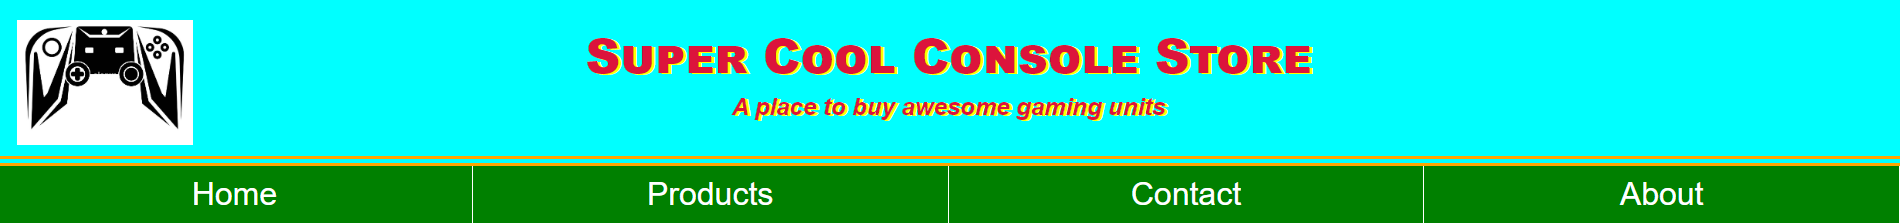 Super Cool Console Store
A place to buy awesome gaming units
Home Products Contact About